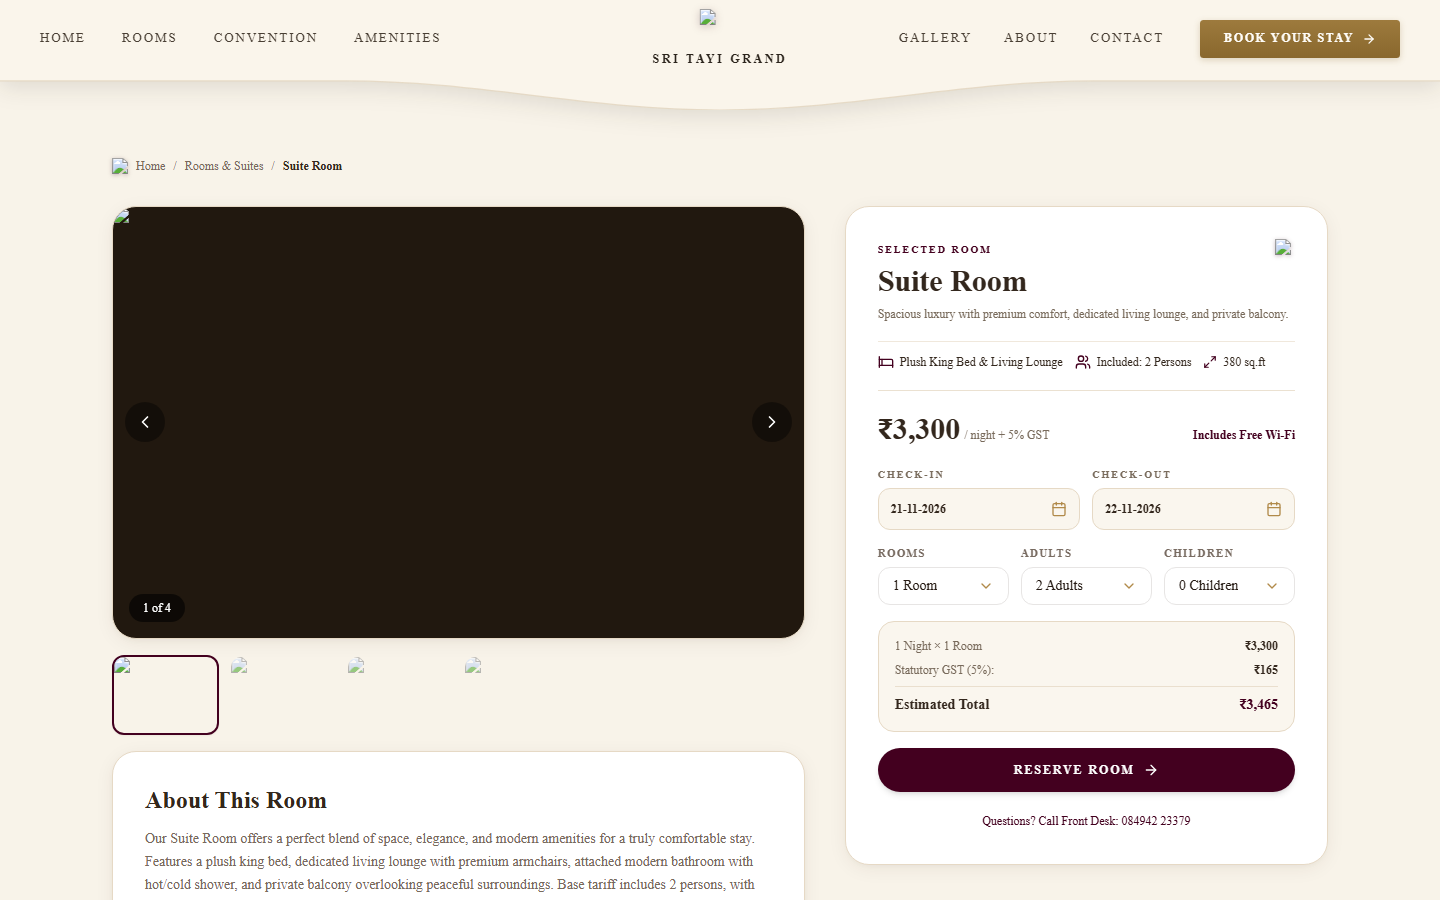 HOME ROOMS CONVENTION AMENITIES
SRI TAYI GRAND
GALLERY ABOUT CONTACT BOOK YOUR STAY
Home / Rooms & Suites / Suite Room
1 of 4
About This Room
Our Suite Room offers a perfect blend of space, elegance, and modern amenities for a truly comfortable stay.
Features a plush king bed, dedicated living lounge with premium armchairs, attached modern bathroom with
hot/cold shower, and private balcony overlooking peaceful surroundings. Base tariff includes 2 persons, with
SELECTED ROOM
Suite Room
Spacious luxury with premium comfort, dedicated living lounge, and private balcony.
Plush King Bed & Living Lounge Included: 2 Persons 380 sq.ft
₹3,300 / night + 5% GST Includes Free Wi-Fi
CHECK-IN CHECK-OUT
21-11-2026 22-11-2026
ROOMS ADULTS CHILDREN
1 Room 2 Adults 0 Children
1 Night × 1 Room ₹3,300
Statutory GST (5%): ₹165
Estimated Total ₹3,465
RESERVE ROOM
Questions? Call Front Desk: 084942 23379